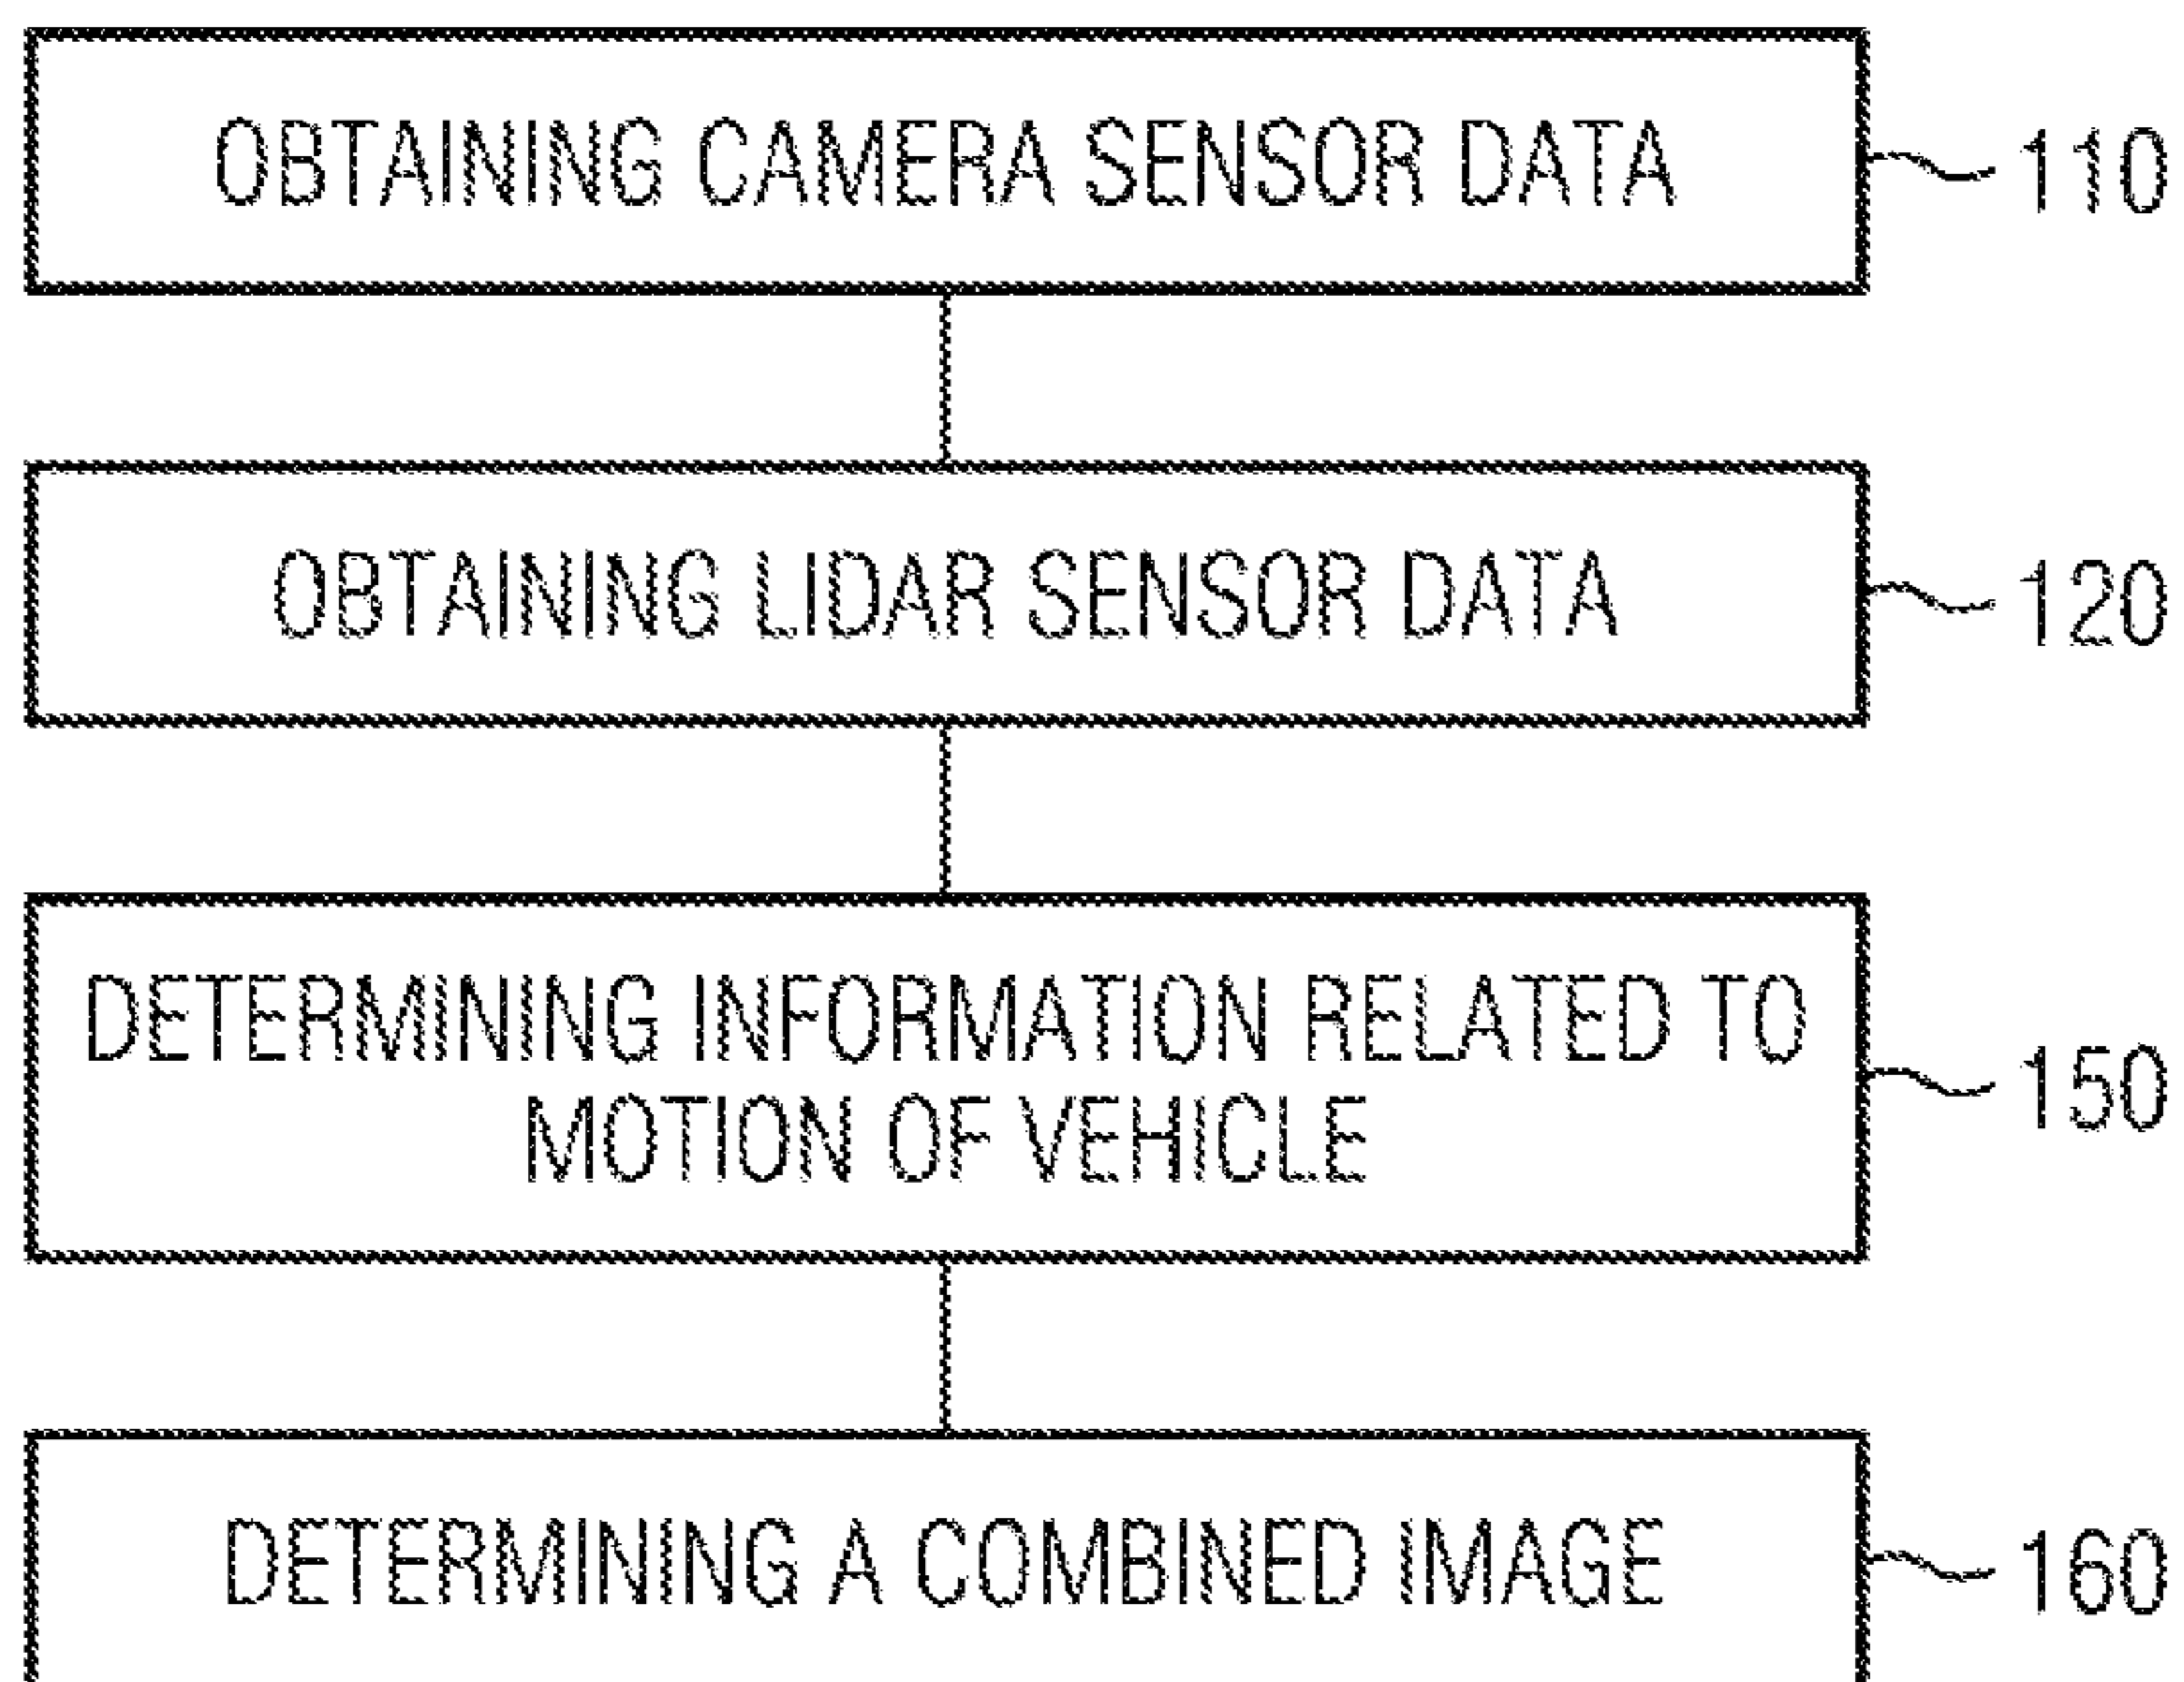 OBTAINING CAMERA SENSOR DATA
110
OBTAINING LIDAR SENSOR DATA
120
DETERMINING INFORMATION RELATED TO
MOTION OF VEHICLE
150
DETERMINING A COMBINED IMAGE
160